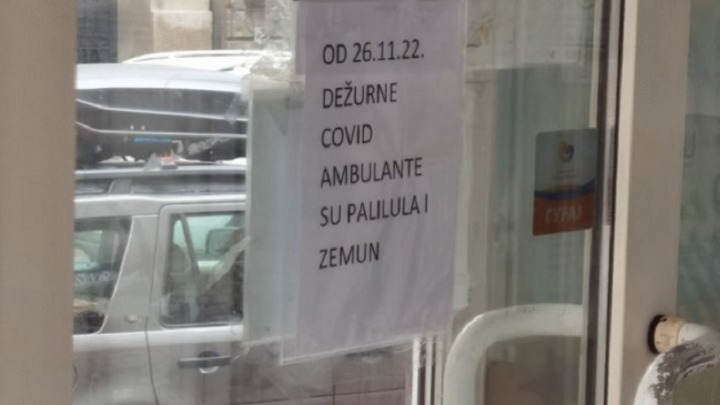 OD 26.11.22.
DEŽURNE
COVID
AMBULANTE
SU PALILULA I
ZEMUN
ГУРАЈ